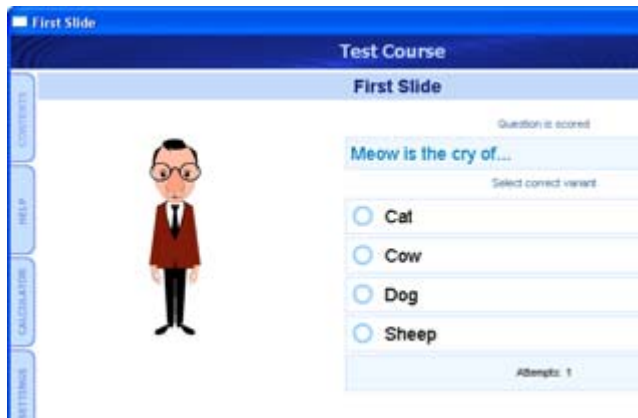 First Slide
Test Course
First Slide
CONTENTS
HELP
CALCULATOR
SETTINGS
Question is scored
Meow is the cry of...
Select correct variant
Cat
Cow
Dog
Sheep
Attempts: 1